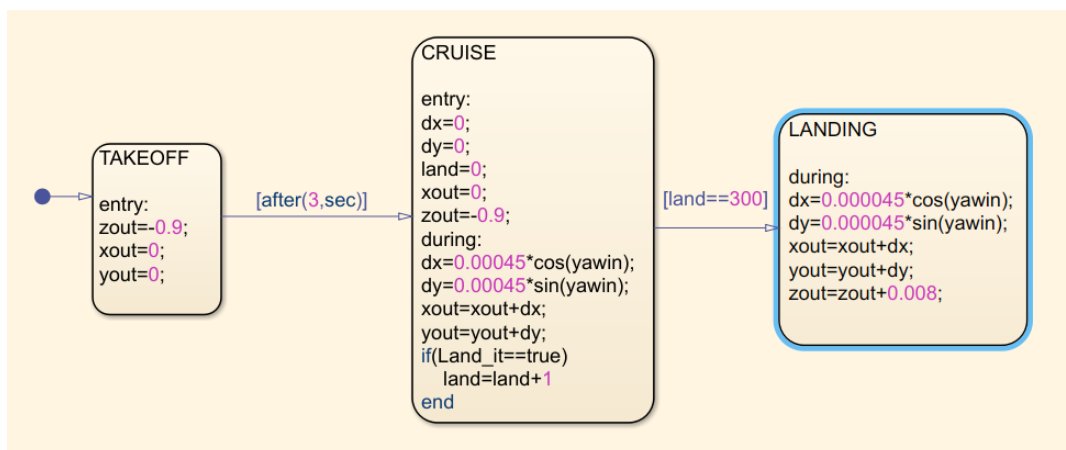 TAKEOFF
entry:
zout=-0.9;
xout=0;
yout=0;
[after(3,sec)]
CRUISE
entry:
dx=0;
dy=0;
land=0;
xout=0;
zout=-0.9;
during:
dx=0.00045*cos(yawin);
dy=0.00045*sin(yawin);
xout=xout+dx;
yout=yout+dy;
if(Land_it==true)
land=land+1
end
[land==300]
LANDING
during:
dx=0.000045*cos(yawin);
dy=0.000045*sin(yawin);
xout=xout+dx;
yout=yout+dy;
zout=zout+0.008;